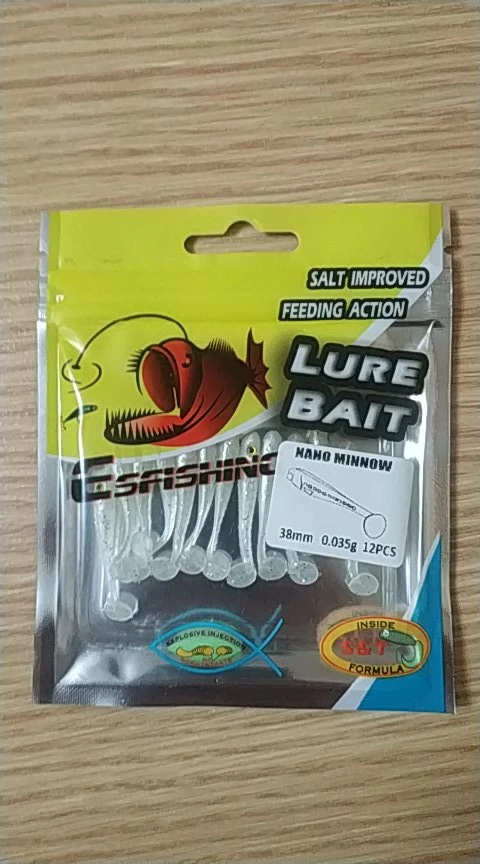 SALT IMPROVED
FEEDING ACTION
LURE
BAIT
ESFISHING
NANO MINNOW
38mm 0.035g 12PCS
EXPLOSIVE INJECTION
INSIDE
FORMULA